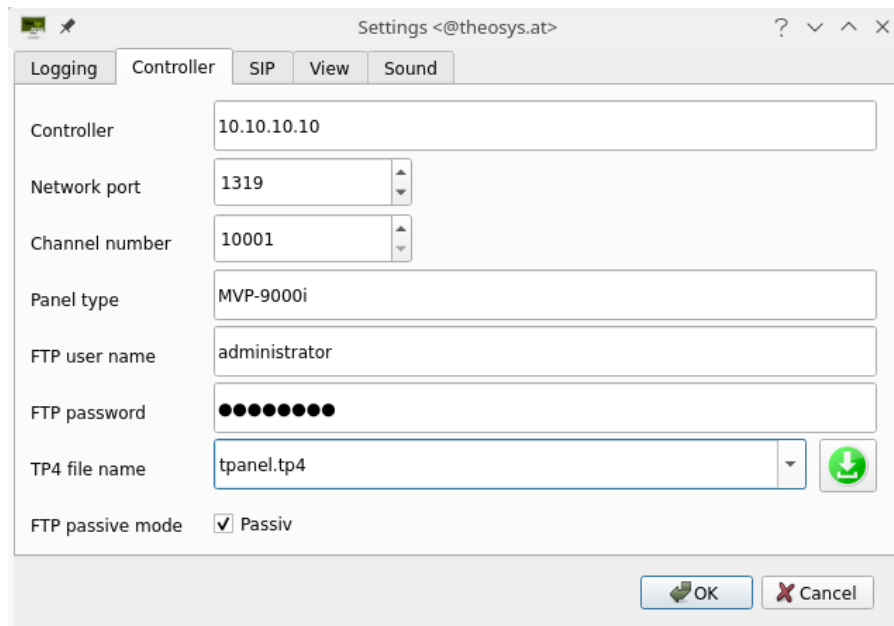 Settings <@theosys.at>
Logging Controller SIP View Sound
Controller 10.10.10.10
Network port 1319
Channel number 10001
Panel type MVP-9000i
FTP user name administrator
FTP password ●●●●●●●●
TP4 file name tpanel.tp4
FTP passive mode Passiv
OK Cancel